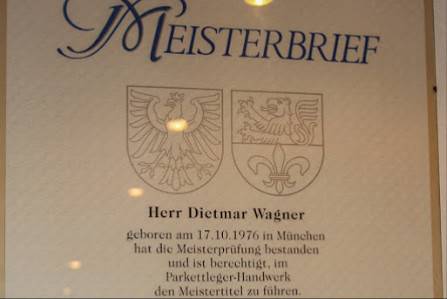 MEISTERBRIEF
Herr Dietmar Wagner
geboren am 17.10.1976 in München
hat die Meisterprüfung bestanden
und ist berechtigt, im
Parkettleger-Handwerk
den Meistertitel zu führen.